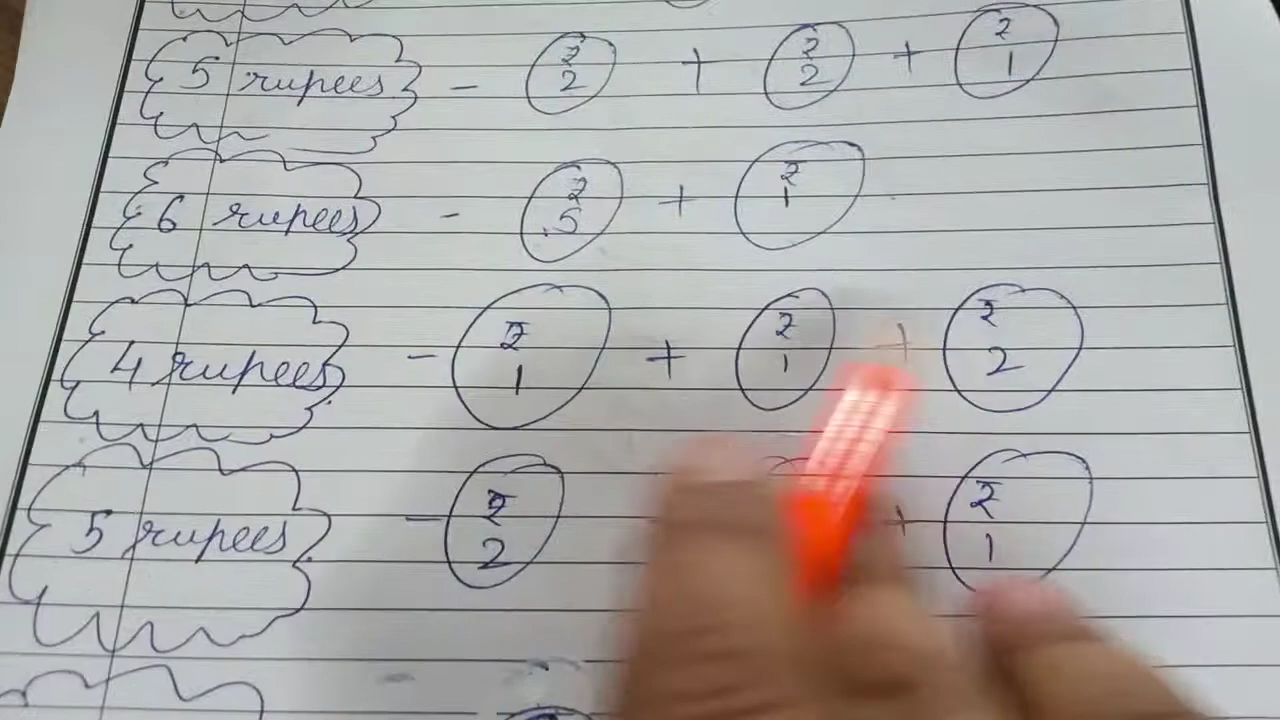 5 rupees - ₹ 2 + ₹ 2 + ₹ 1
6 rupees - ₹ 5 + ₹ 1
4 rupees - ₹ 1 + ₹ 1 + ₹ 2
5 rupees - ₹ 2 + ₹ 1